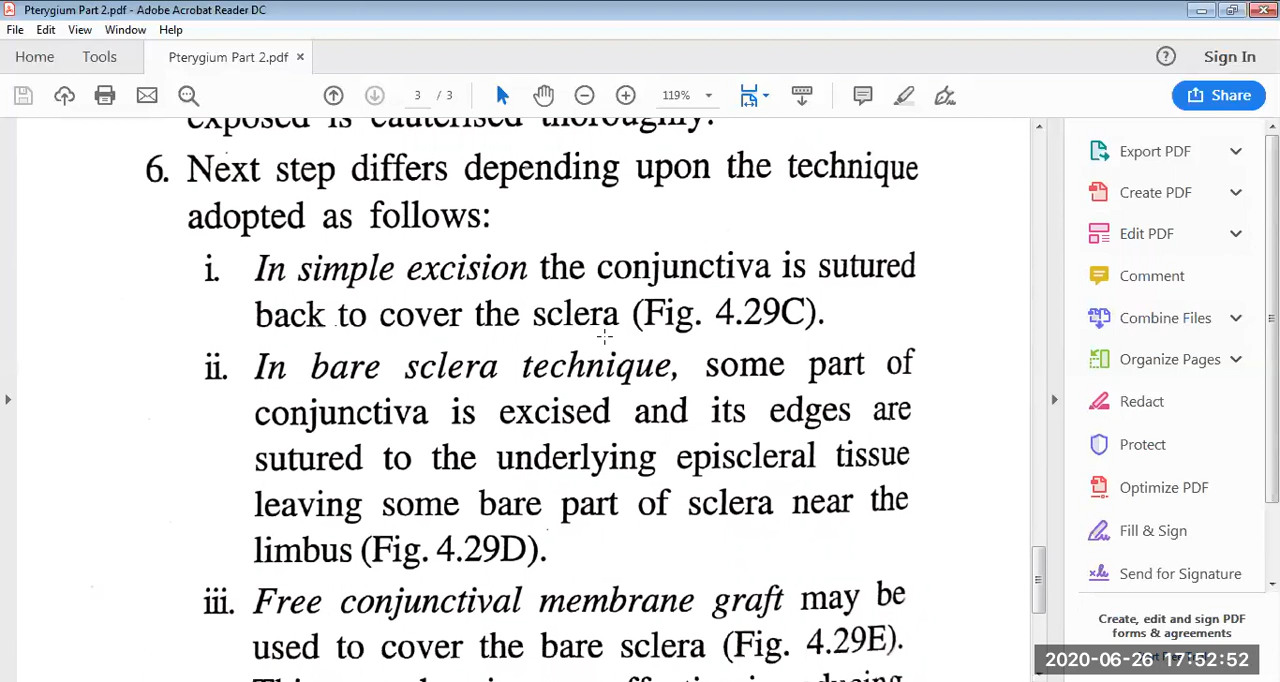 Pterygium Part 2.pdf - Adobe Acrobat Reader DC
File Edit View Window Help
Home Tools Pterygium Part 2.pdf × Sign In
3 / 3 119% Share
exposed is cauterised thoroughly.
6. Next step differs depending upon the technique
adopted as follows:
i. In simple excision the conjunctiva is sutured
back to cover the sclera (Fig. 4.29C).
ii. In bare sclera technique, some part of
conjunctiva is excised and its edges are
sutured to the underlying episcleral tissue
leaving some bare part of sclera near the
limbus (Fig. 4.29D).
iii. Free conjunctival membrane graft may be
used to cover the bare sclera (Fig. 4.29E).
Export PDF
Create PDF
Edit PDF
Comment
Combine Files
Organize Pages
Redact
Protect
Optimize PDF
Fill & Sign
Send for Signature
Create, edit and sign PDF
forms & agreements
2020-06-26 17:52:52